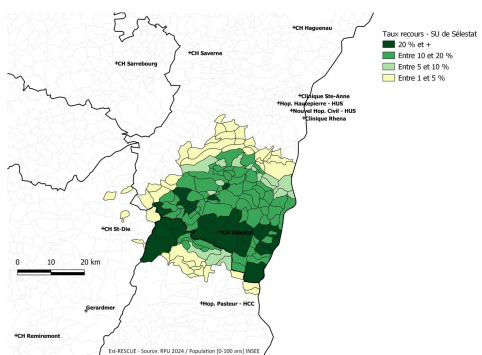 CH Haguenau
Taux recours - SU de Sélestat
20 % et +
Entre 10 et 20 %
Entre 5 et 10 %
Entre 1 et 5 %
CH Saverne
CH Sarrebourg
Clinique Ste-Anne
Hop. Hautepierre - HUS
Nouvel Hop. Civil - HUS
Clinique Rhena
CH St-Die
CH Sélestat
0 10 20 km
Hop. Pasteur - HCC
Gerardmer
CH Remiremont
Est-RESCUE - Source: RPU 2024 / Population [0-100 ans] INSEE